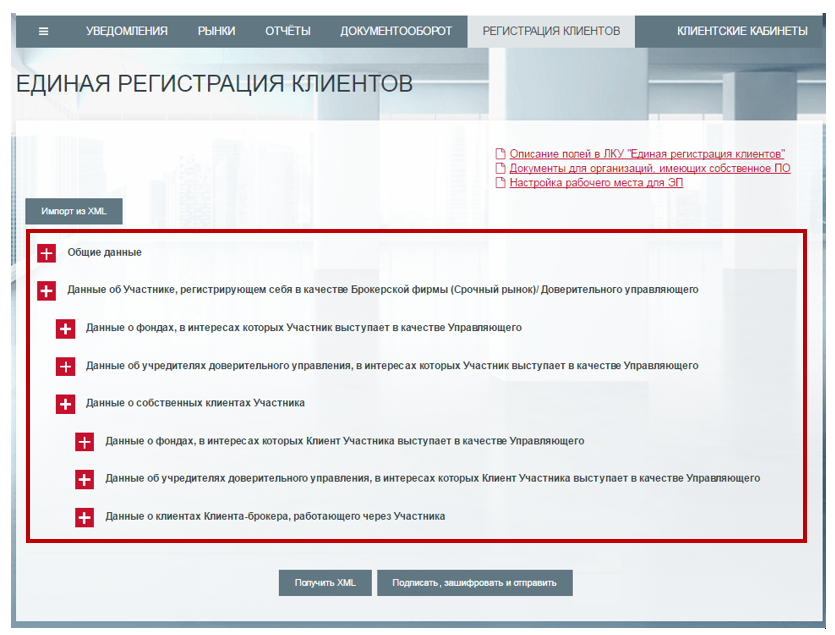 ≡ УВЕДОМЛЕНИЯ РЫНКИ ОТЧЁТЫ ДОКУМЕНТООБОРОТ РЕГИСТРАЦИЯ КЛИЕНТОВ КЛИЕНТСКИЕ КАБИНЕТЫ
ЕДИНАЯ РЕГИСТРАЦИЯ КЛИЕНТОВ
Описание полей в ЛКУ "Единая регистрация клиентов"
Документы для организаций, имеющих собственное ПО
Настройка рабочего места для ЭП
Импорт из XML
Общие данные
Данные об Участнике, регистрирующем себя в качестве Брокерской фирмы (Срочный рынок)/ Доверительного управляющего
Данные о фондах, в интересах которых Участник выступает в качестве Управляющего
Данные об учредителях доверительного управления, в интересах которых Участник выступает в качестве Управляющего
Данные о собственных клиентах Участника
Данные о фондах, в интересах которых Клиент Участника выступает в качестве Управляющего
Данные об учредителях доверительного управления, в интересах которых Клиент Участника выступает в качестве Управляющего
Данные о клиентах Клиента-брокера, работающего через Участника
Получить XML Подписать, зашифровать и отправить